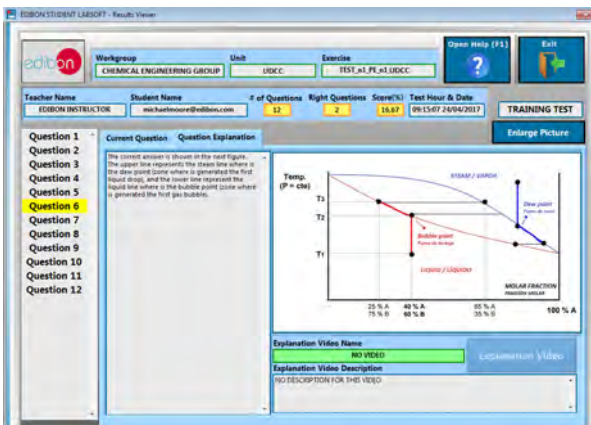 EDIBON STUDENT LABSOFT - Results Viewer
edibon
Workgroup
CHEMICAL ENGINEERING GROUP
Unit
UDCC
Exercise
TEST_n1_PE_n1_UDCC
Open Help (F1)
?
Exit
Teacher Name
EDIBON INSTRUCTOR
Student Name
michaelmoore@edibon.com
# of Questions
12
Right Questions
2
Score(%)
16,67
Test Hour & Date
09:15:07 24/04/2017
TRAINING TEST
Enlarge Picture
Question 1
Question 2
Question 3
Question 4
Question 5
Question 6
Question 7
Question 8
Question 9
Question 10
Question 11
Question 12
Current Question
Question Explanation
The correct answer is shown in the next figure.
The upper line represents the steam line where is
the dew point (zone where is generated the first
liquid drop), and the lower line represent the
liquid line where is the bubble point (zone where
is generated the first gas bubbles).
Temp.
(P = cte)
T3
T2
T1
STEAM / VAPOR
Dew point
Bubble point
Punto de burbuja
LIQUID / LÍQUIDO
MOLAR FRACTION
FRACCIÓN MOLAR
25 % A
75 % B
40 % A
60 % B
65 % A
35 % B
100 % A
Explanation Video Name
NO VIDEO
Explanation Video
Explanation Video Description
NO DESCRIPTION FOR THIS VIDEO